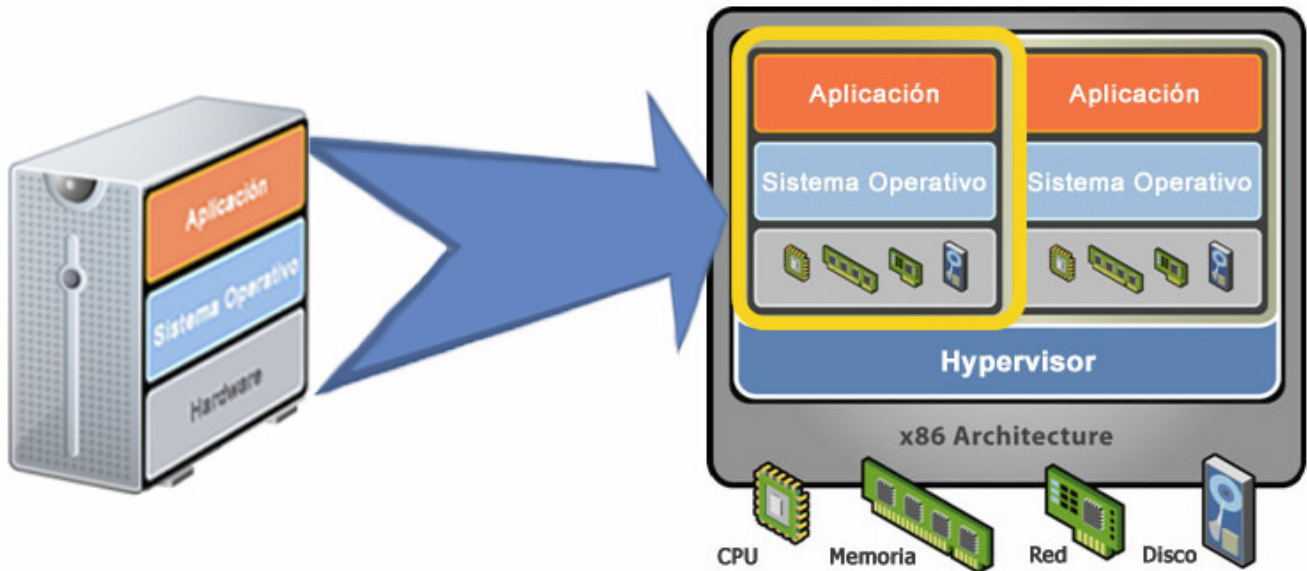 Aplicación
Sistema Operativo
Hardware
Aplicación Aplicación
Sistema Operativo Sistema Operativo
Hypervisor
x86 Architecture
CPU Memoria Red Disco